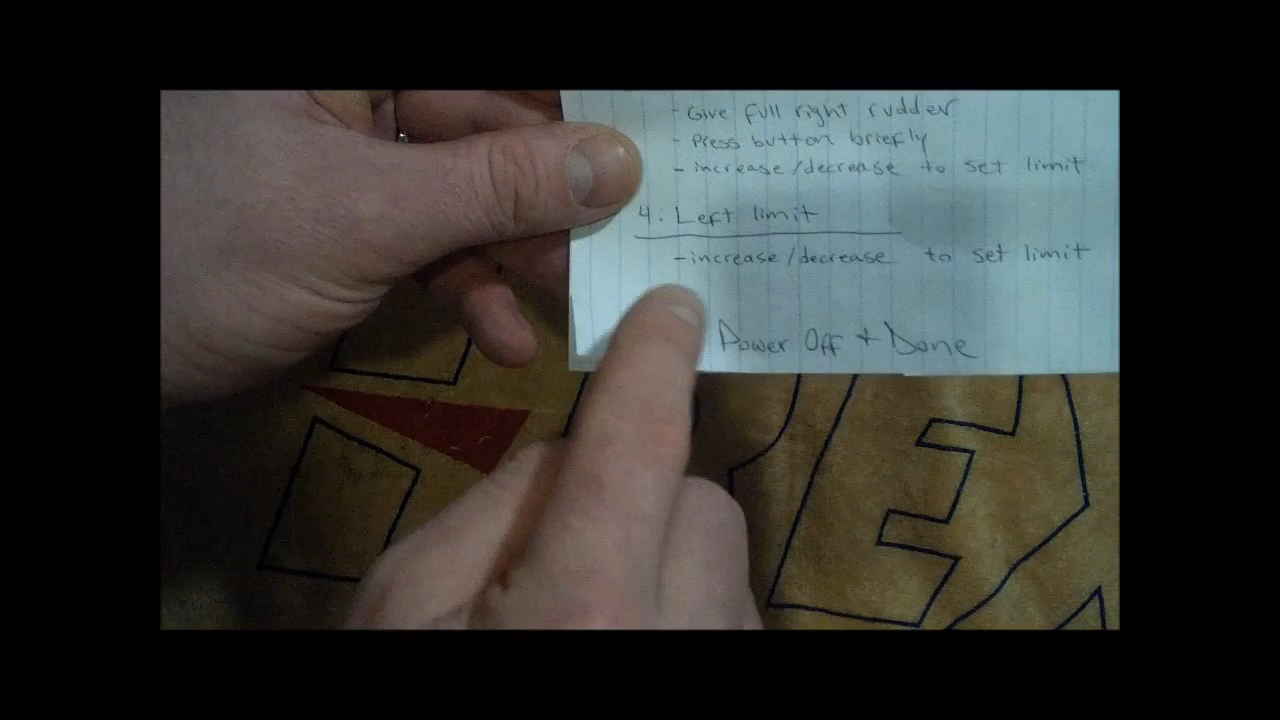 - Give full right rudder
- Press button briefly
- increase/decrease to set limit
4: Left limit
- increase/decrease to set limit
Power Off + Done